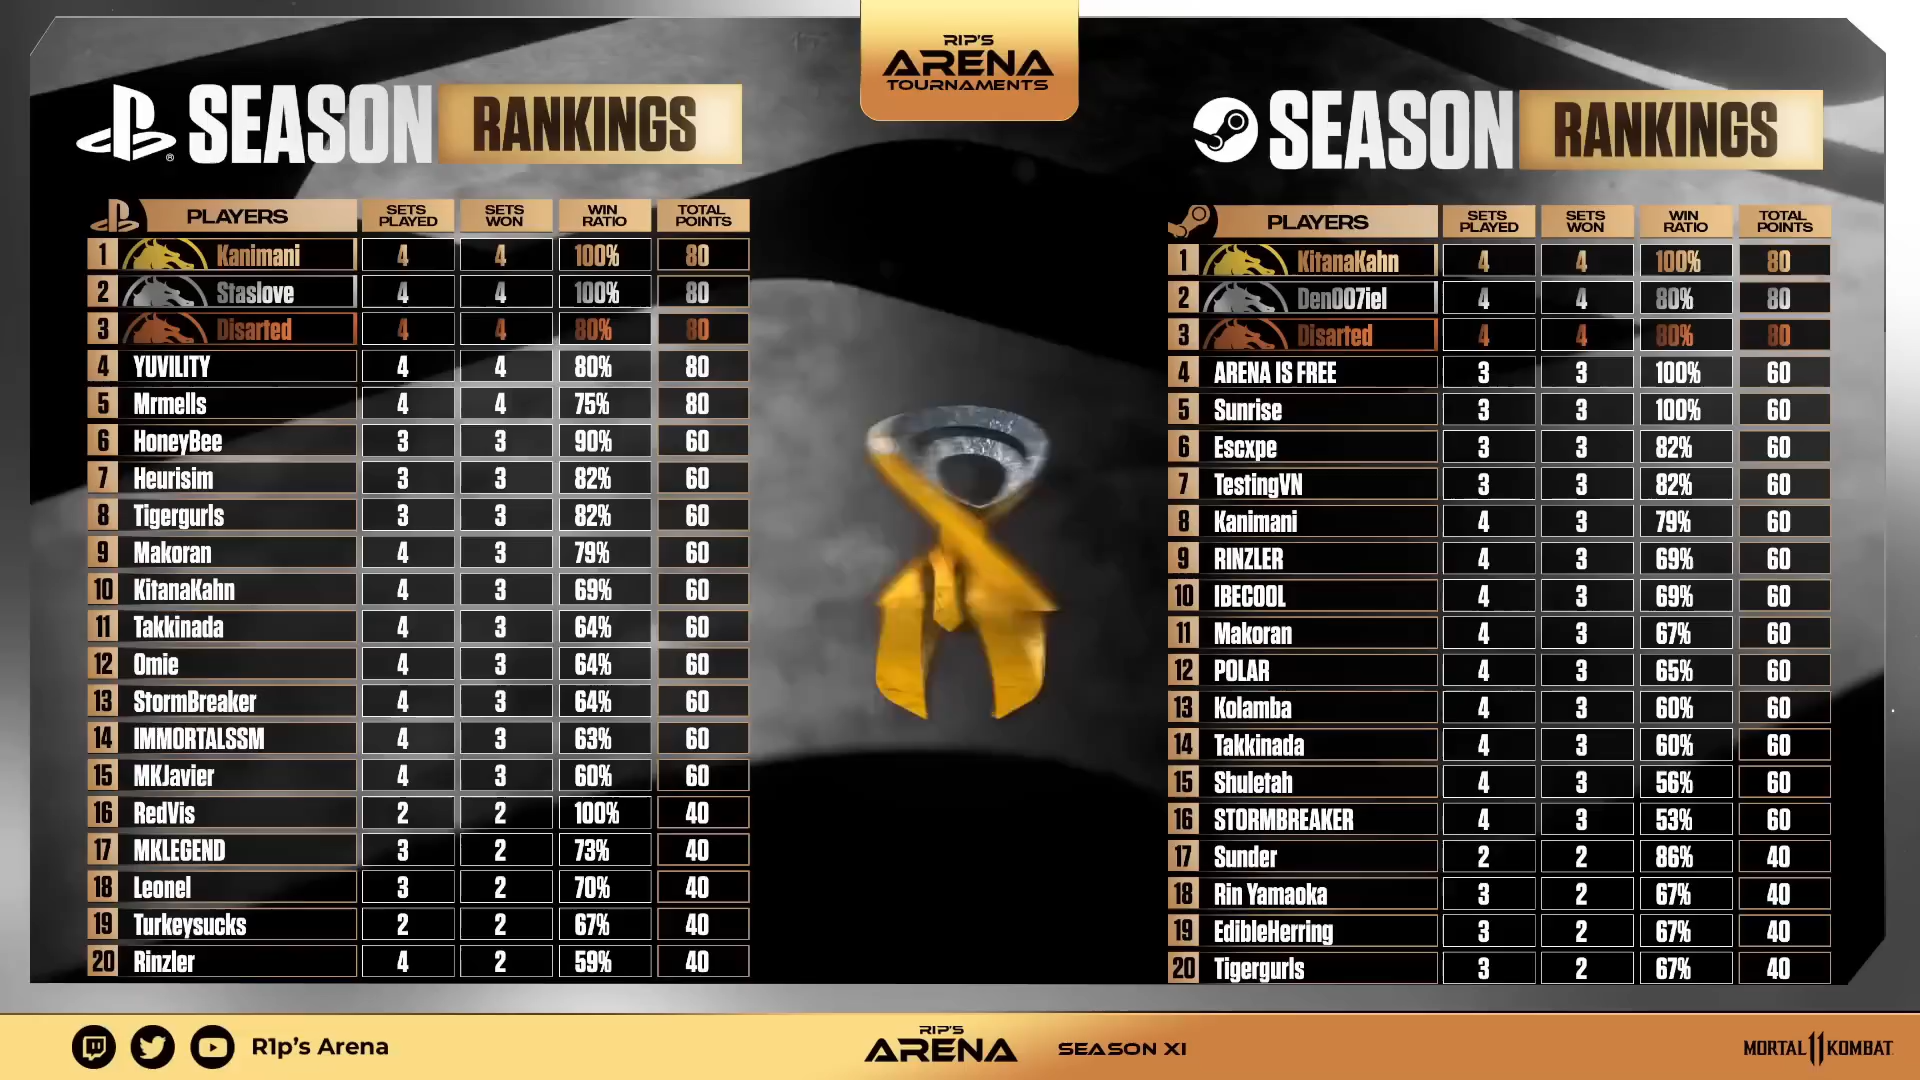 RIP'S
ARENA
TOURNAMENTS
SEASON RANKINGS
PLAYERS SETS PLAYED SETS WON WIN RATIO TOTAL POINTS
1 Kanimani 4 4 100% 80
2 Staslove 4 4 100% 80
3 Disarted 4 4 80% 80
4 YUVILITY 4 4 80% 80
5 Mrmells 4 4 75% 80
6 HoneyBee 3 3 90% 60
7 Heurisim 3 3 82% 60
8 Tigergurls 3 3 82% 60
9 Makoran 4 3 79% 60
10 KitanaKahn 4 3 69% 60
11 Takkinada 4 3 64% 60
12 Omie 4 3 64% 60
13 StormBreaker 4 3 64% 60
14 IMMORTALSSM 4 3 63% 60
15 MKJavier 4 3 60% 60
16 RedVis 2 2 100% 40
17 MKLEGEND 3 2 73% 40
18 Leonel 3 2 70% 40
19 Turkeysucks 2 2 67% 40
20 Rinzler 4 2 59% 40
SEASON RANKINGS
PLAYERS SETS PLAYED SETS WON WIN RATIO TOTAL POINTS
1 KitanaKahn 4 4 100% 80
2 Den007iel 4 4 80% 80
3 Disarted 4 4 80% 80
4 ARENA IS FREE 3 3 100% 60
5 Sunrise 3 3 100% 60
6 Escxpe 3 3 82% 60
7 TestingVN 3 3 82% 60
8 Kanimani 4 3 79% 60
9 RINZLER 4 3 69% 60
10 IBECOOL 4 3 69% 60
11 Makoran 4 3 67% 60
12 POLAR 4 3 65% 60
13 Kolamba 4 3 60% 60
14 Takkinada 4 3 60% 60
15 Shuletah 4 3 56% 60
16 STORMBREAKER 4 3 53% 60
17 Sunder 2 2 86% 40
18 Rin Yamaoka 3 2 67% 40
19 EdibleHerring 3 2 67% 40
20 Tigergurls 3 2 67% 40
R1p's Arena
RIP'S
ARENA
SEASON XI
MORTAL KOMBAT 11